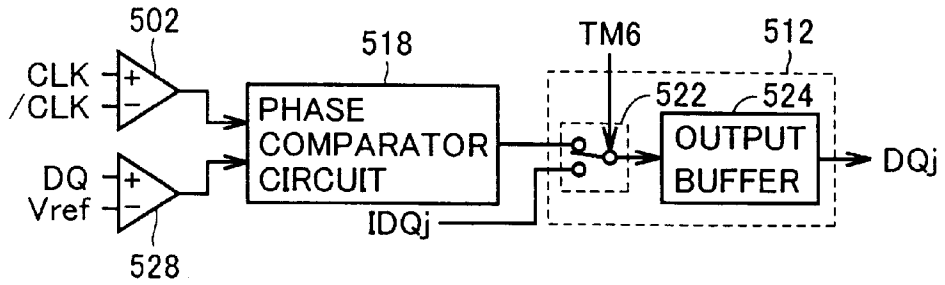 502
CLK +
/CLK −
518
PHASE
COMPARATOR
CIRCUIT
DQ +
Vref −
528
TM6
512
522
524
OUTPUT
BUFFER
DQj
IDQj